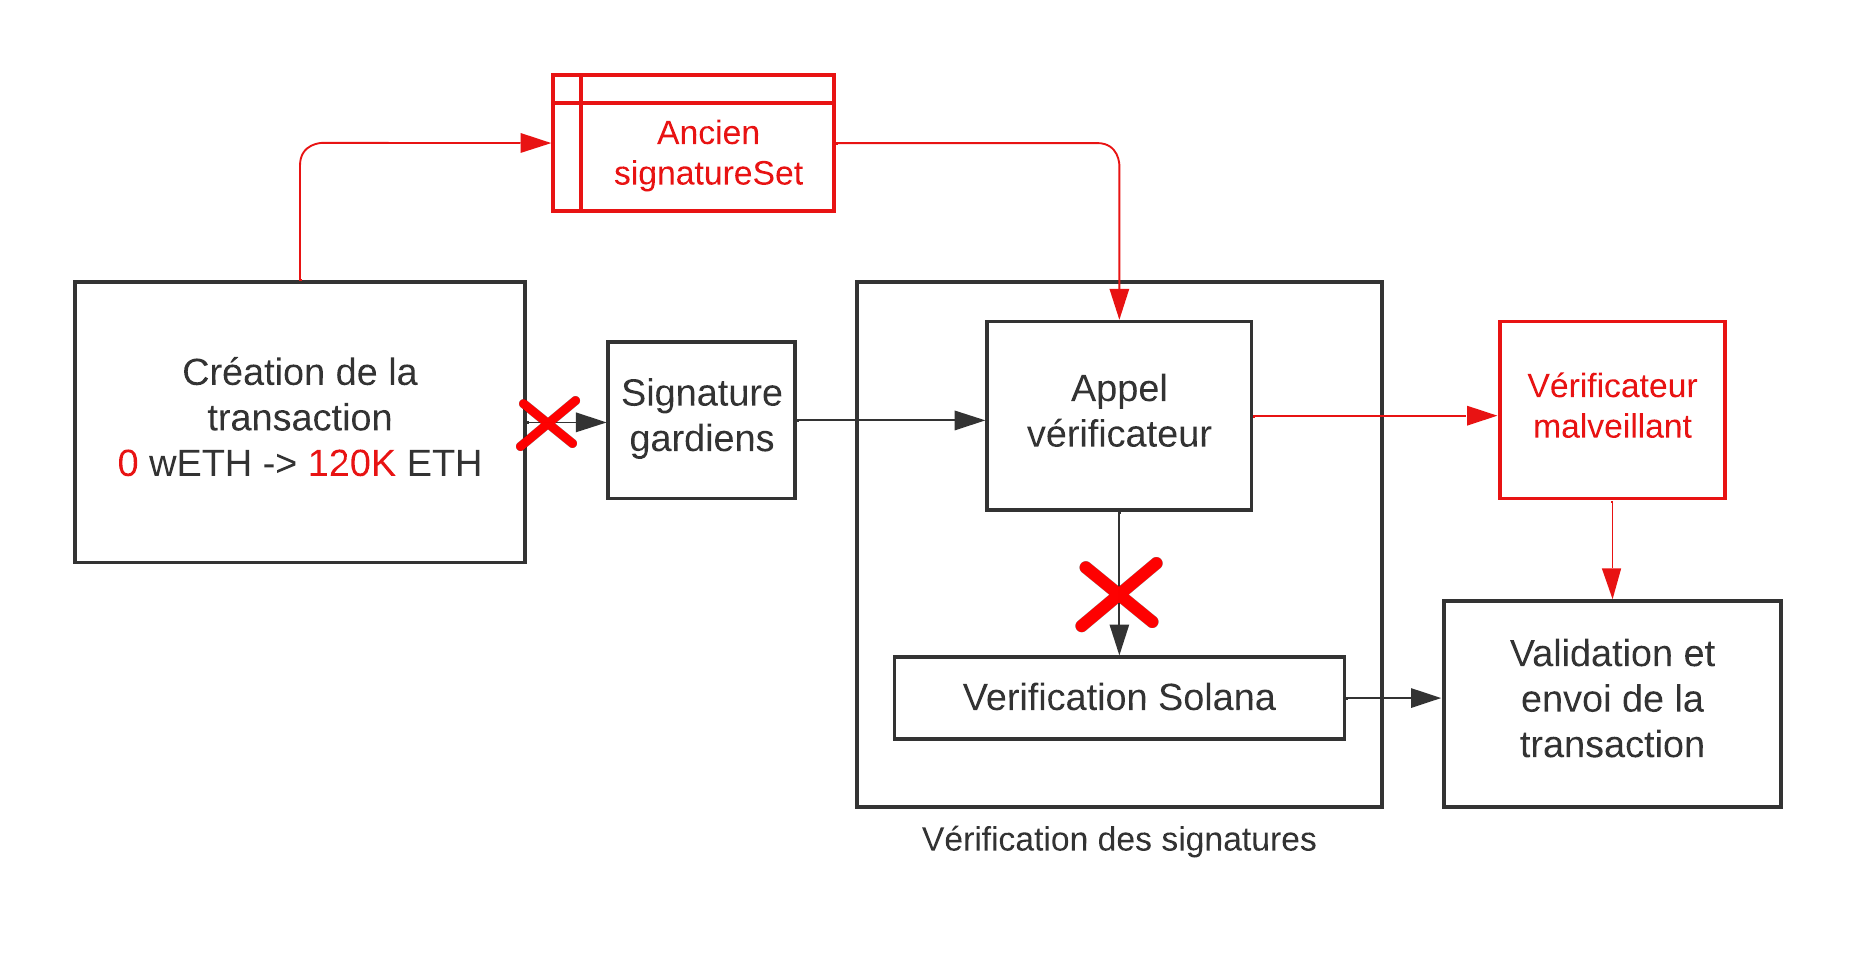 Ancien
signatureSet
Création de la
transaction
0 wETH -> 120K ETH
Signature
gardiens
Appel
vérificateur
Vérificateur
malveillant
Verification Solana
Validation et
envoi de la
transaction
Vérification des signatures